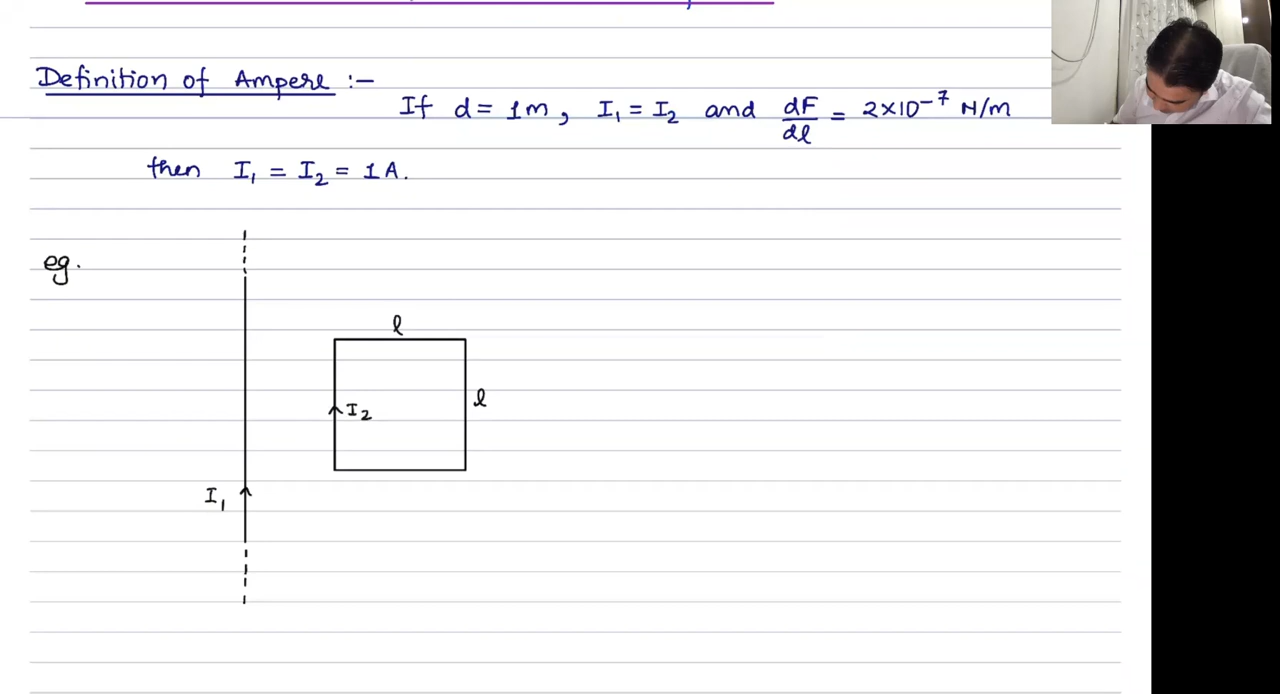 Definition of Ampere :-
If d = 1m , I₁ = I₂ and dF/dl = 2×10⁻⁷ N/m
then I₁ = I₂ = 1 A.
eg.
l
l
I₂
I₁